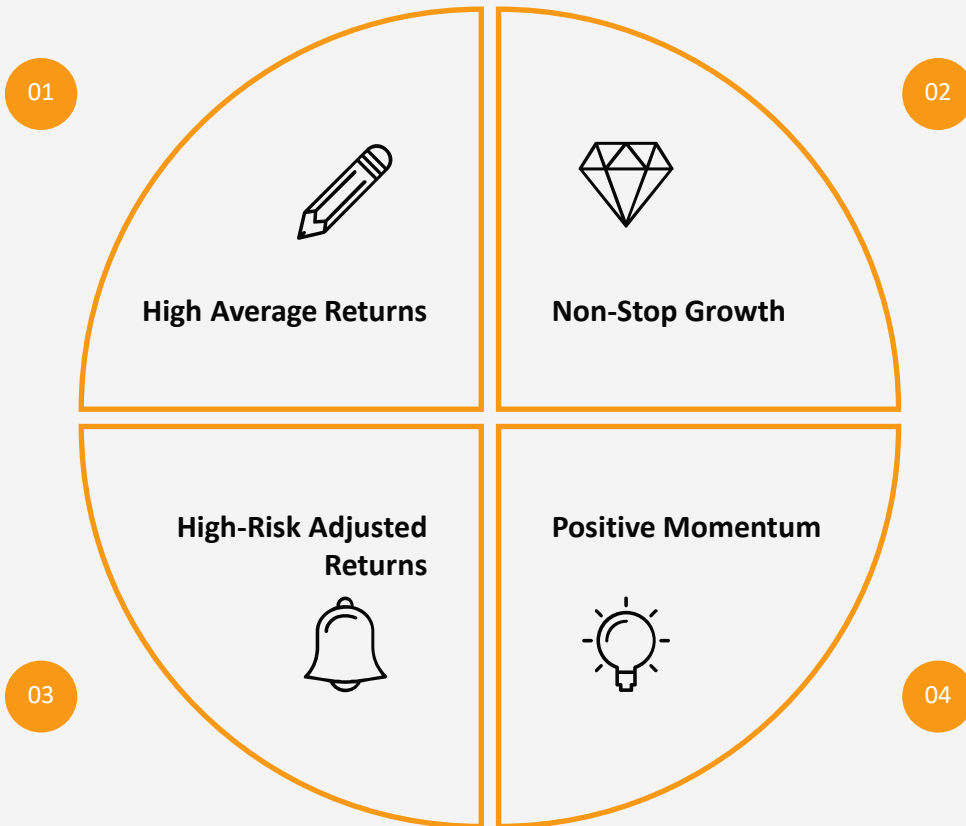 01
02
High Average Returns
Non-Stop Growth
High-Risk Adjusted
Returns
Positive Momentum
03
04